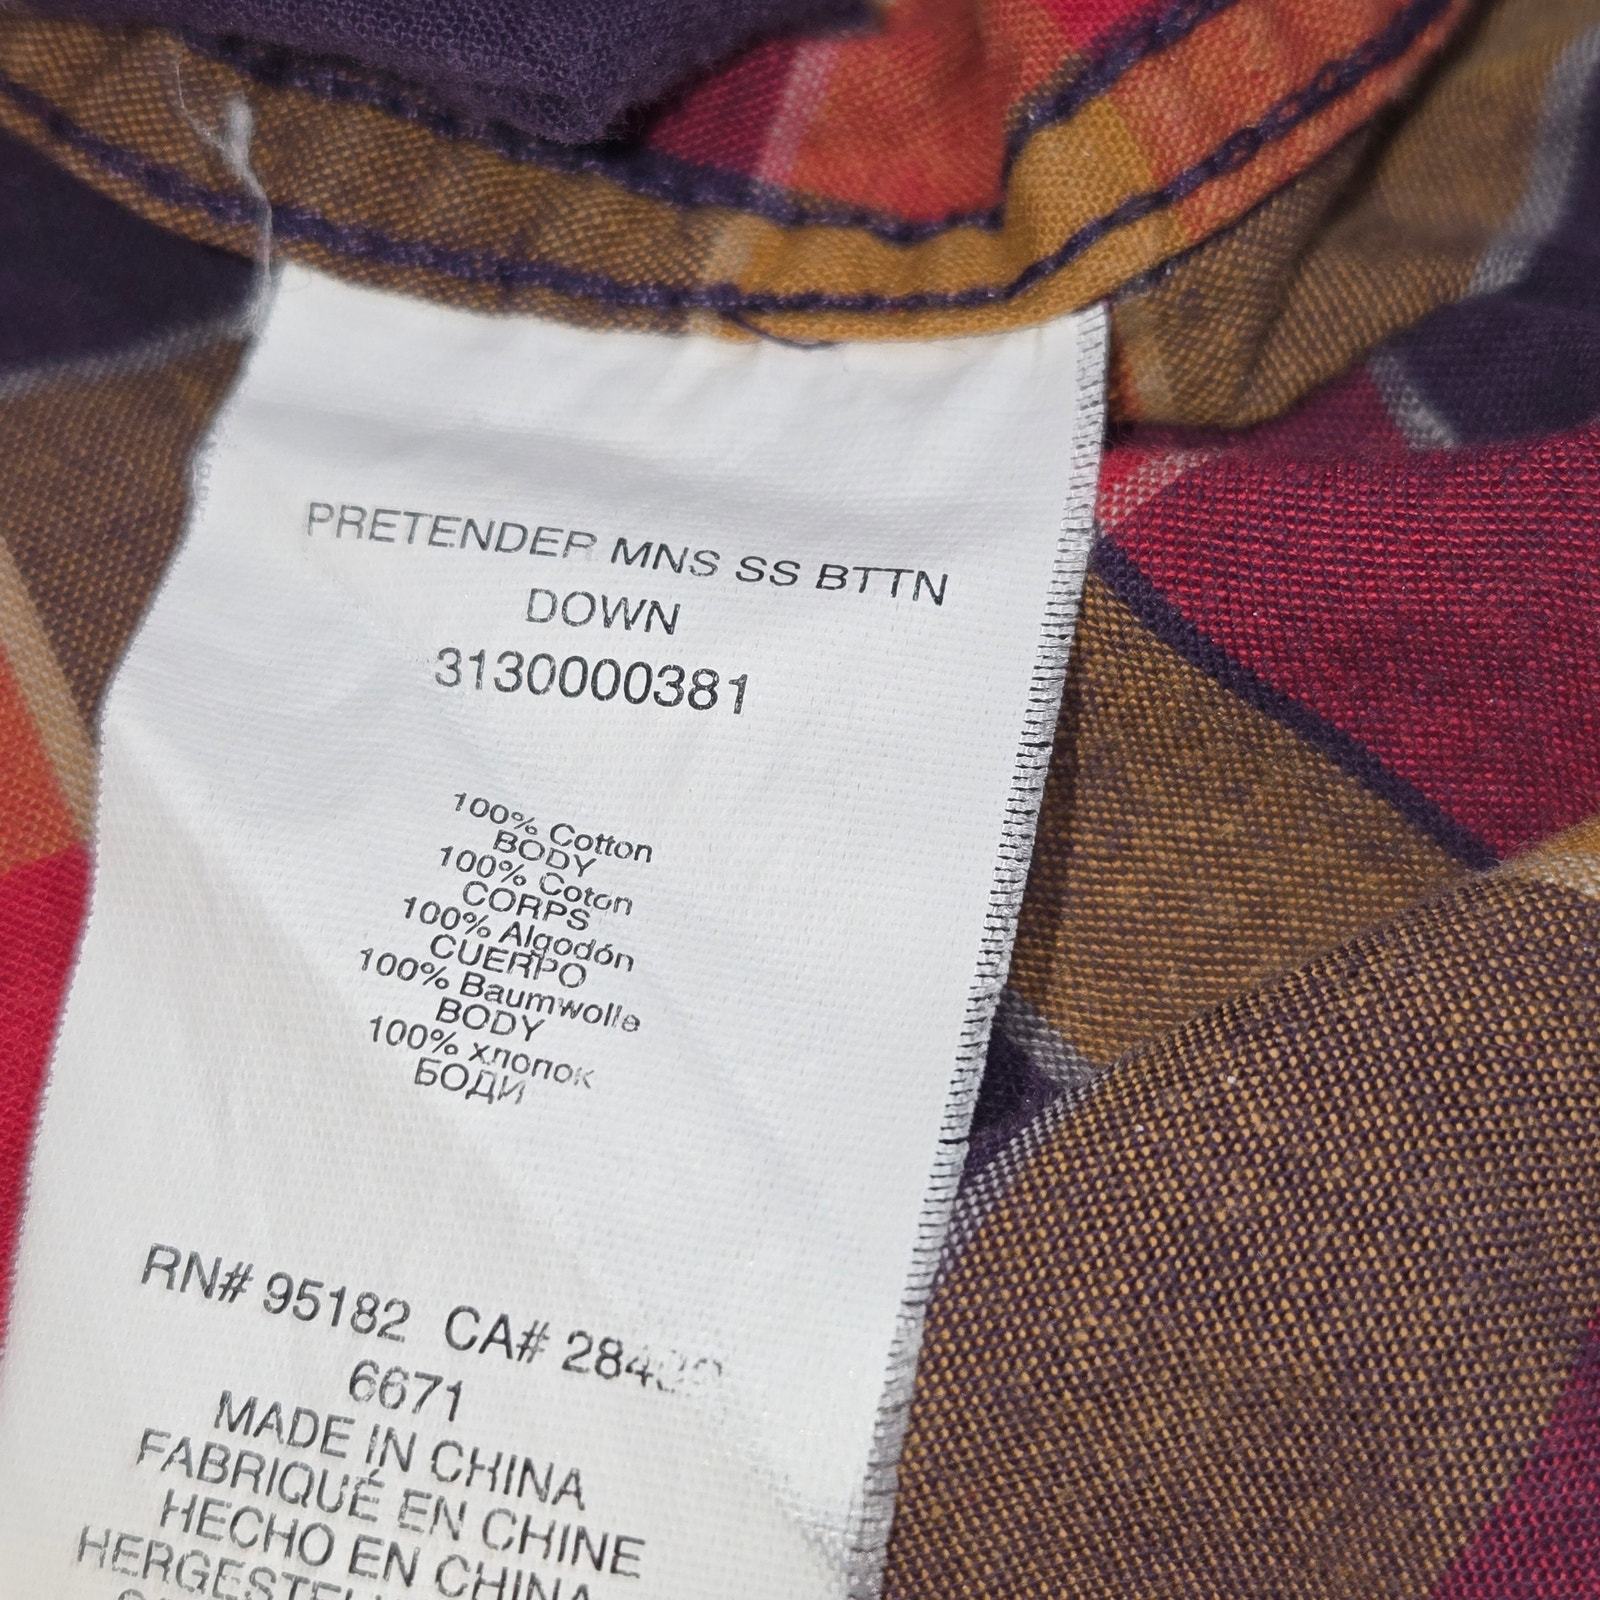 PRETENDER MNS SS BTTN
DOWN
3130000381
100% Cotton
BODY
100% Coton
CORPS
100% Algodón
CUERPO
100% Baumwolle
BODY
100% хлопок
БОДИ
RN# 95182 CA#
6671
MADE IN CHINA
FABRIQUÉ EN CHINE
HECHO EN CHINA